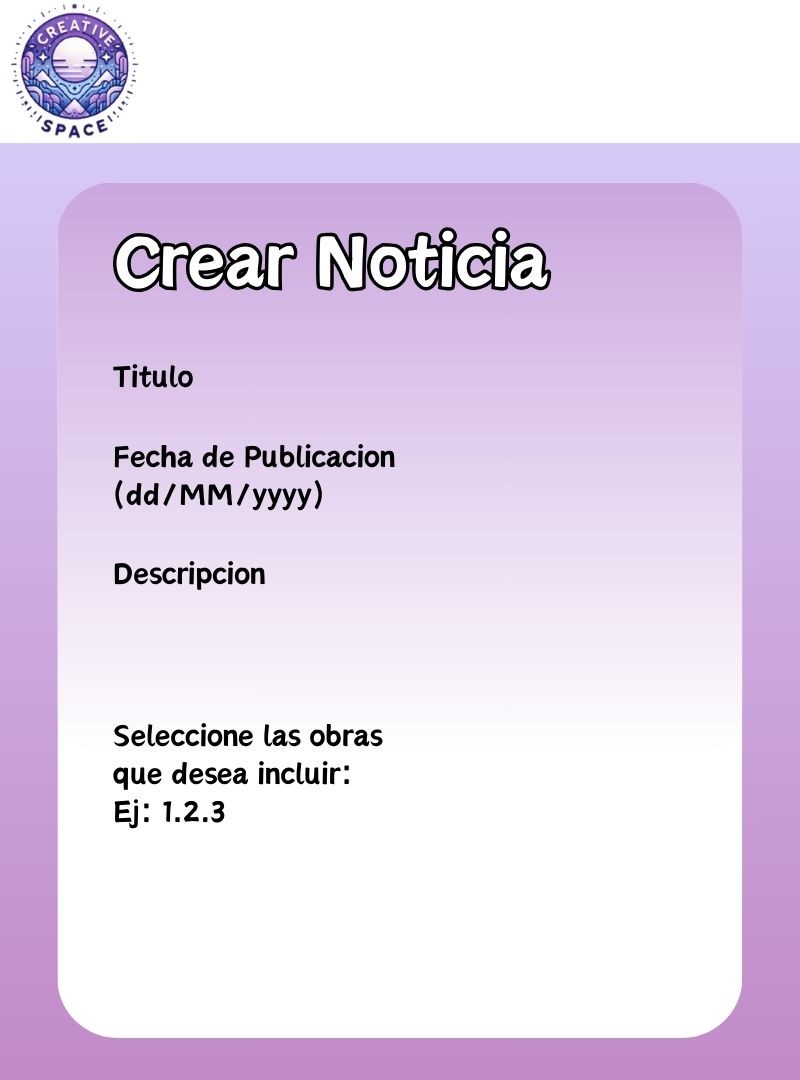 CREATIVE
SPACE
Crear Noticia
Titulo
Fecha de Publicacion
(dd/MM/yyyy)
Descripcion
Seleccione las obras
que desea incluir:
Ej: 1.2.3